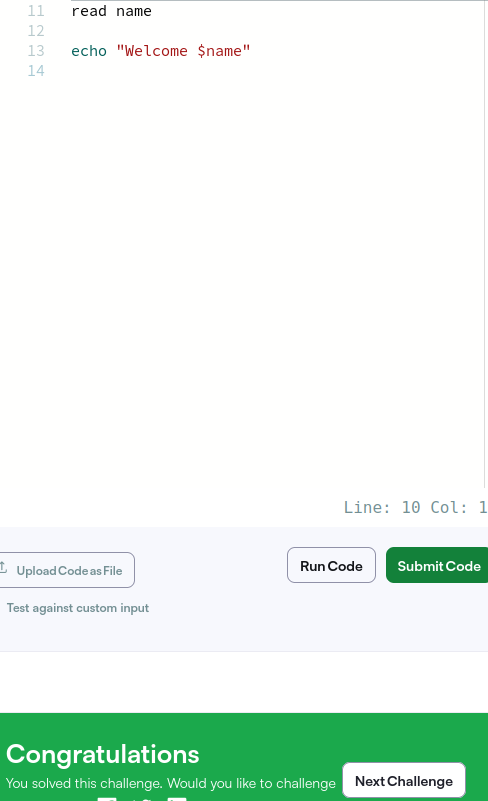 11 read name
12
13 echo "Welcome $name"
14
Line: 10 Col: 1
Upload Code as File
Run Code
Submit Code
Test against custom input
Congratulations
You solved this challenge. Would you like to challenge
Next Challenge